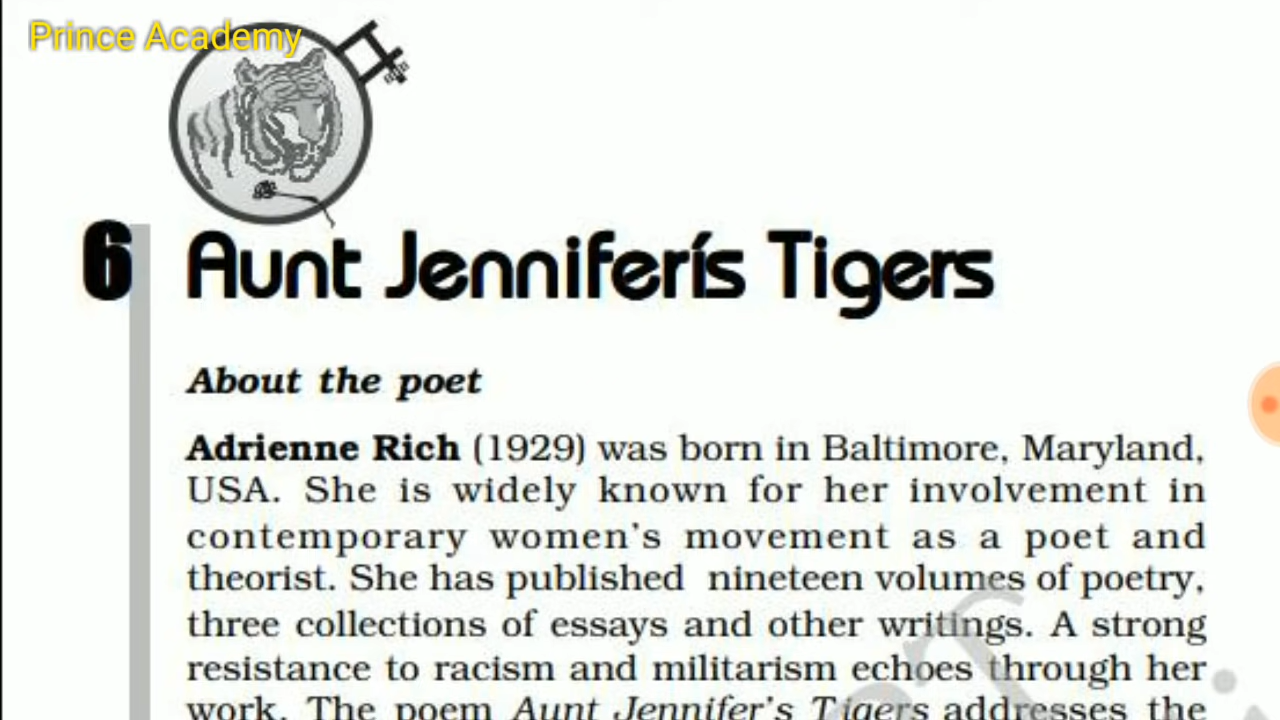 Prince Academy
6 Aunt Jenniferís Tigers
About the poet
Adrienne Rich (1929) was born in Baltimore, Maryland,
USA. She is widely known for her involvement in
contemporary women's movement as a poet and
theorist. She has published nineteen volumes of poetry,
three collections of essays and other writings. A strong
resistance to racism and militarism echoes through her
work. The poem Aunt Jennifer's Tigers addresses the